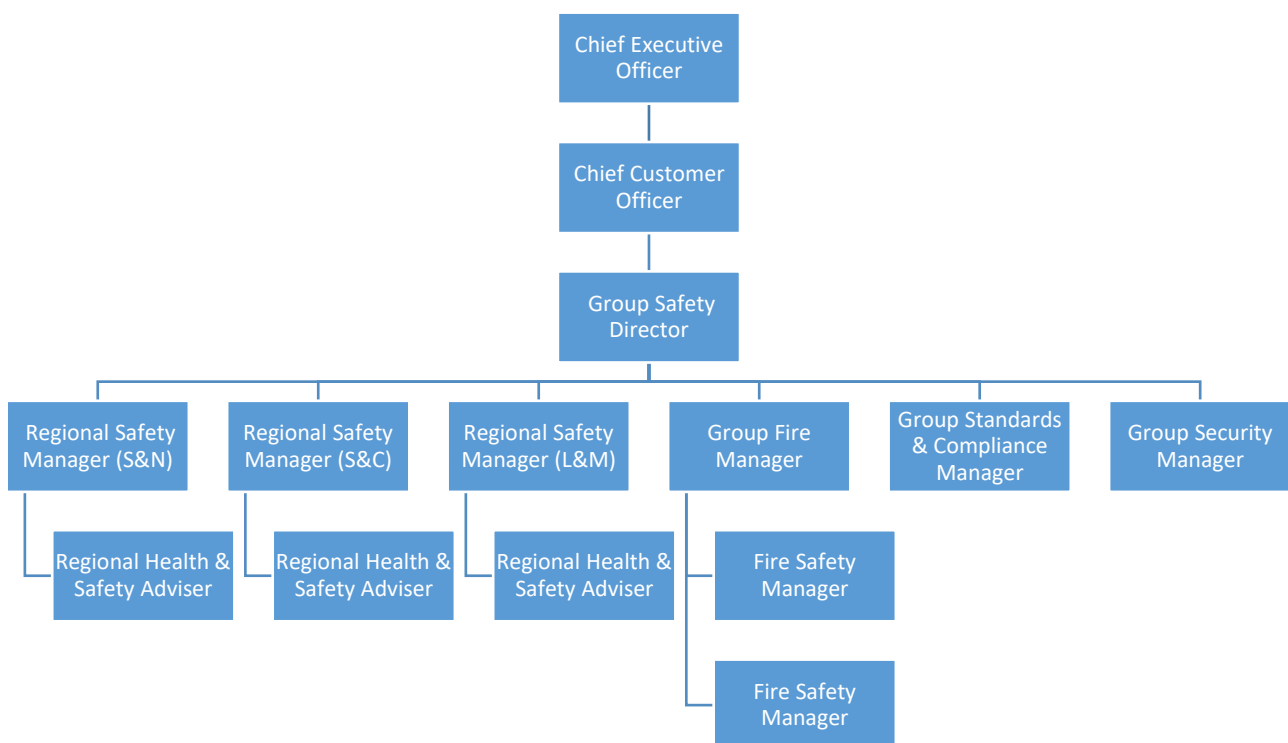 Chief Executive
Officer
Chief Customer
Officer
Group Safety
Director
Regional Safety
Manager (S&N)
Regional Safety
Manager (S&C)
Regional Safety
Manager (L&M)
Group Fire
Manager
Group Standards
& Compliance
Manager
Group Security
Manager
Regional Health &
Safety Adviser
Regional Health &
Safety Adviser
Regional Health &
Safety Adviser
Fire Safety
Manager
Fire Safety
Manager